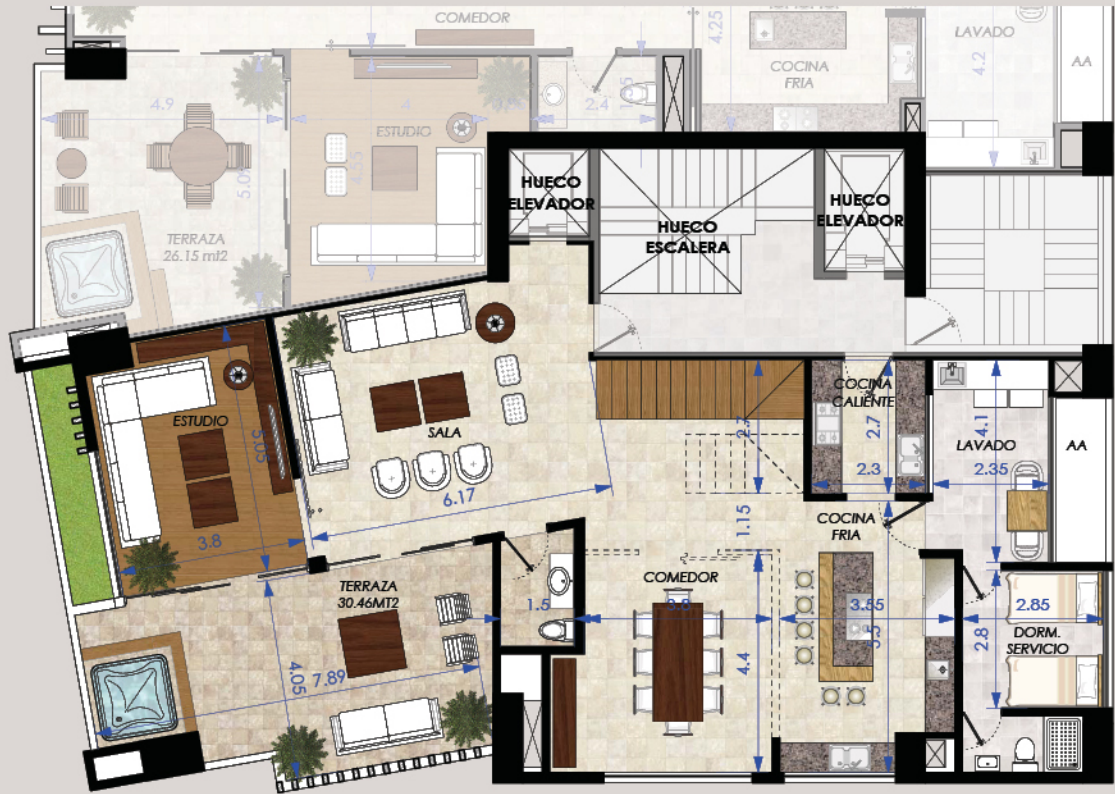 COMEDOR
4.25
LAVADO
4.2
AA
COCINA
FRIA
4.9
4
2.4
ESTUDIO
5.05
TERRAZA
26.15 mt2
HUECO
ELEVADOR
HUECO
ESCALERA
HUECO
ELEVADOR
ESTUDIO
5.05
3.8
SALA
6.17
2.7
COCINA
CALIENTE
2.7
2.3
LAVADO
4.1
2.35
AA
1.15
COCINA
FRIA
TERRAZA
30.46MT2
7.89
4.05
1.5
COMEDOR
3.8
4.4
3.55
5.5
2.85
2.8
DORM.
SERVICIO